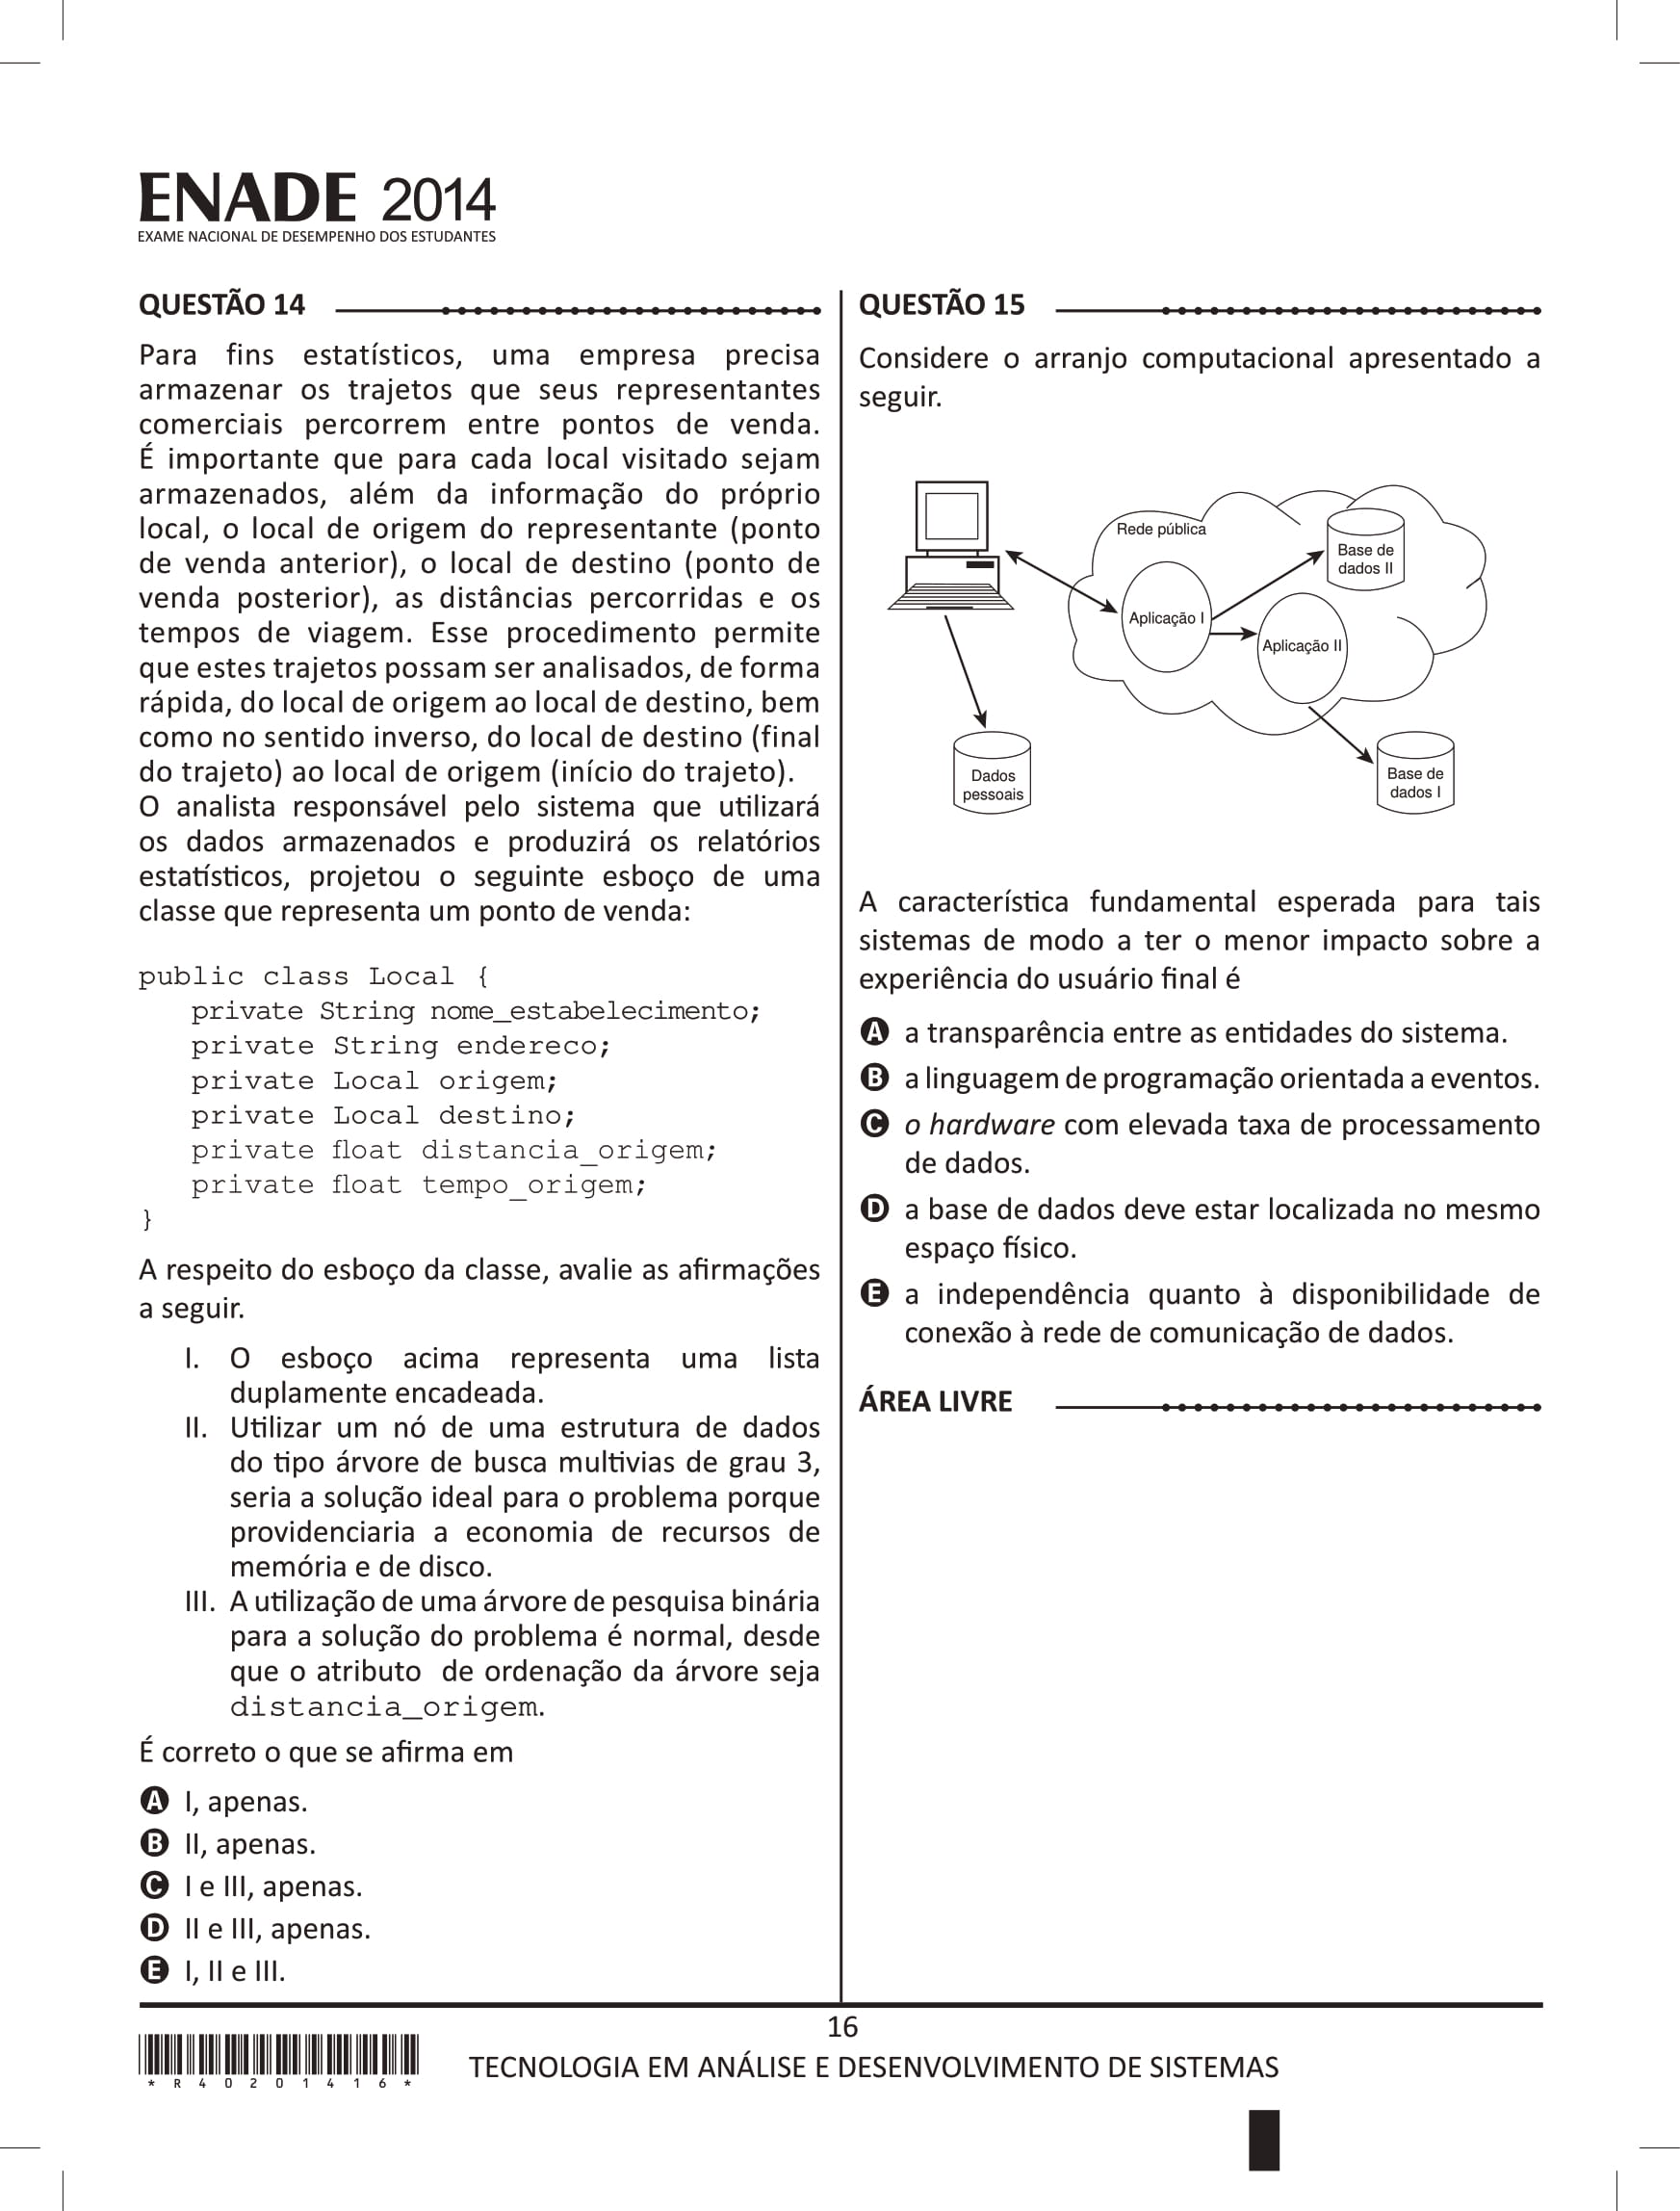 ENADE 2014
EXAME NACIONAL DE DESEMPENHO DOS ESTUDANTES
QUESTÃO 14
Para fins estatísticos, uma empresa precisa
armazenar os trajetos que seus representantes
comerciais percorrem entre pontos de venda.
É importante que para cada local visitado sejam
armazenados, além da informação do próprio
local, o local de origem do representante (ponto
de venda anterior), o local de destino (ponto de
venda posterior), as distâncias percorridas e os
tempos de viagem. Esse procedimento permite
que estes trajetos possam ser analisados, de forma
rápida, do local de origem ao local de destino, bem
como no sentido inverso, do local de destino (final
do trajeto) ao local de origem (início do trajeto).
O analista responsável pelo sistema que utilizará
os dados armazenados e produzirá os relatórios
estatísticos, projetou o seguinte esboço de uma
classe que representa um ponto de venda:
public class Local {
private String nome_estabelecimento;
private String endereco;
private Local origem;
private Local destino;
private float distancia_origem;
private float tempo_origem;
}
A respeito do esboço da classe, avalie as afirmações
a seguir.
I. O esboço acima representa uma lista
duplamente encadeada.
II. Utilizar um nó de uma estrutura de dados
do tipo árvore de busca multivias de grau 3,
seria a solução ideal para o problema porque
providenciaria a economia de recursos de
memória e de disco.
III. A utilização de uma árvore de pesquisa binária
para a solução do problema é normal, desde
que o atributo de ordenação da árvore seja
distancia_origem.
É correto o que se afirma em
A I, apenas.
B II, apenas.
C I e III, apenas.
D II e III, apenas.
E I, II e III.
QUESTÃO 15
Considere o arranjo computacional apresentado a
seguir.
Rede pública
Base de
dados II
Aplicação I
Aplicação II
Dados
pessoais
Base de
dados I
A característica fundamental esperada para tais
sistemas de modo a ter o menor impacto sobre a
experiência do usuário final é
A a transparência entre as entidades do sistema.
B a linguagem de programação orientada a eventos.
C o hardware com elevada taxa de processamento
de dados.
D a base de dados deve estar localizada no mesmo
espaço físico.
E a independência quanto à disponibilidade de
conexão à rede de comunicação de dados.
ÁREA LIVRE
16
TECNOLOGIA EM ANÁLISE E DESENVOLVIMENTO DE SISTEMAS
* R 4 0 2 0 1 4 1 6 *